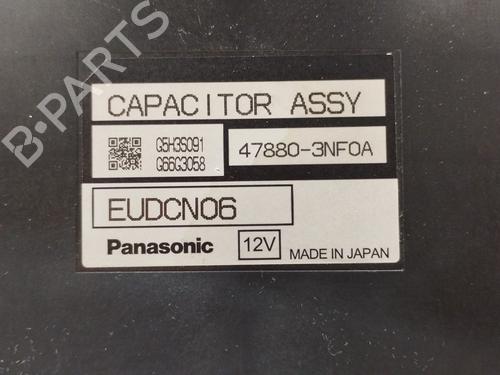 B-PARTS
CAPACITOR ASSY
G5H3S091
G66G3058
47880-3NF0A
EUDCN06
Panasonic 12V MADE IN JAPAN